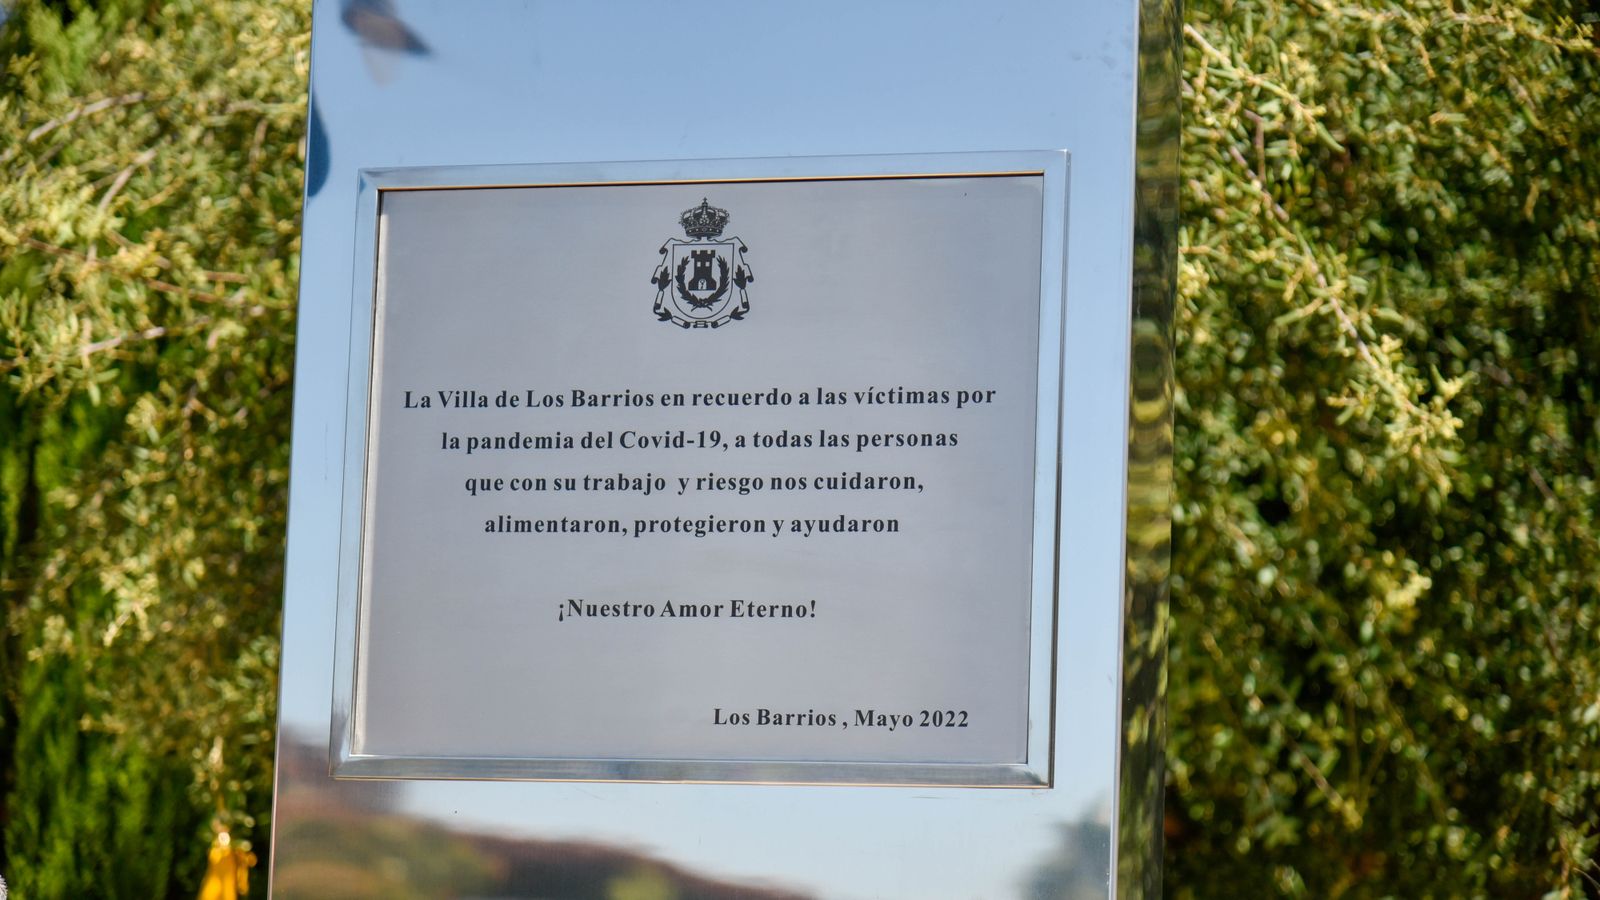 La Villa de Los Barrios en recuerdo a las víctimas por
la pandemia del Covid-19, a todas las personas
que con su trabajo y riesgo nos cuidaron,
alimentaron, protegieron y ayudaron
¡Nuestro Amor Eterno!
Los Barrios , Mayo 2022